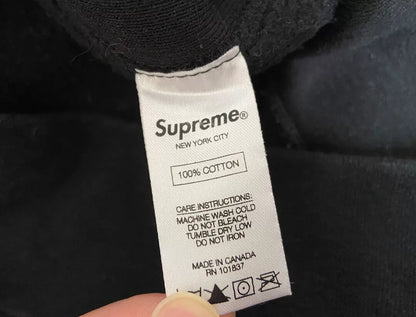 Supreme®
NEW YORK CITY
100% COTTON
CARE INSTRUCTIONS:
MACHINE WASH COLD
DO NOT BLEACH
TUMBLE DRY LOW
DO NOT IRON
MADE IN CANADA
RN 101837